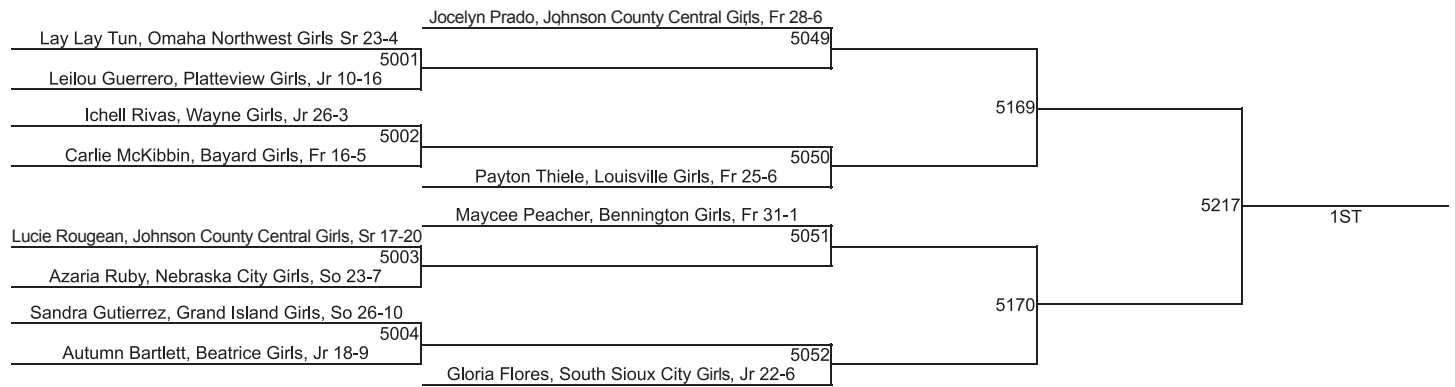 Jocelyn Prado, Johnson County Central Girls, Fr 28-6
Lay Lay Tun, Omaha Northwest Girls Sr 23-4
5049
5001
Leilou Guerrero, Platteview Girls, Jr 10-16
Ichell Rivas, Wayne Girls, Jr 26-3
5169
5002
Carlie McKibbin, Bayard Girls, Fr 16-5
5050
Payton Thiele, Louisville Girls, Fr 25-6
Maycee Peacher, Bennington Girls, Fr 31-1
5217
1ST
Lucie Rougean, Johnson County Central Girls, Sr 17-20
5051
5003
Azaria Ruby, Nebraska City Girls, So 23-7
Sandra Gutierrez, Grand Island Girls, So 26-10
5170
5004
Autumn Bartlett, Beatrice Girls, Jr 18-9
5052
Gloria Flores, South Sioux City Girls, Jr 22-6